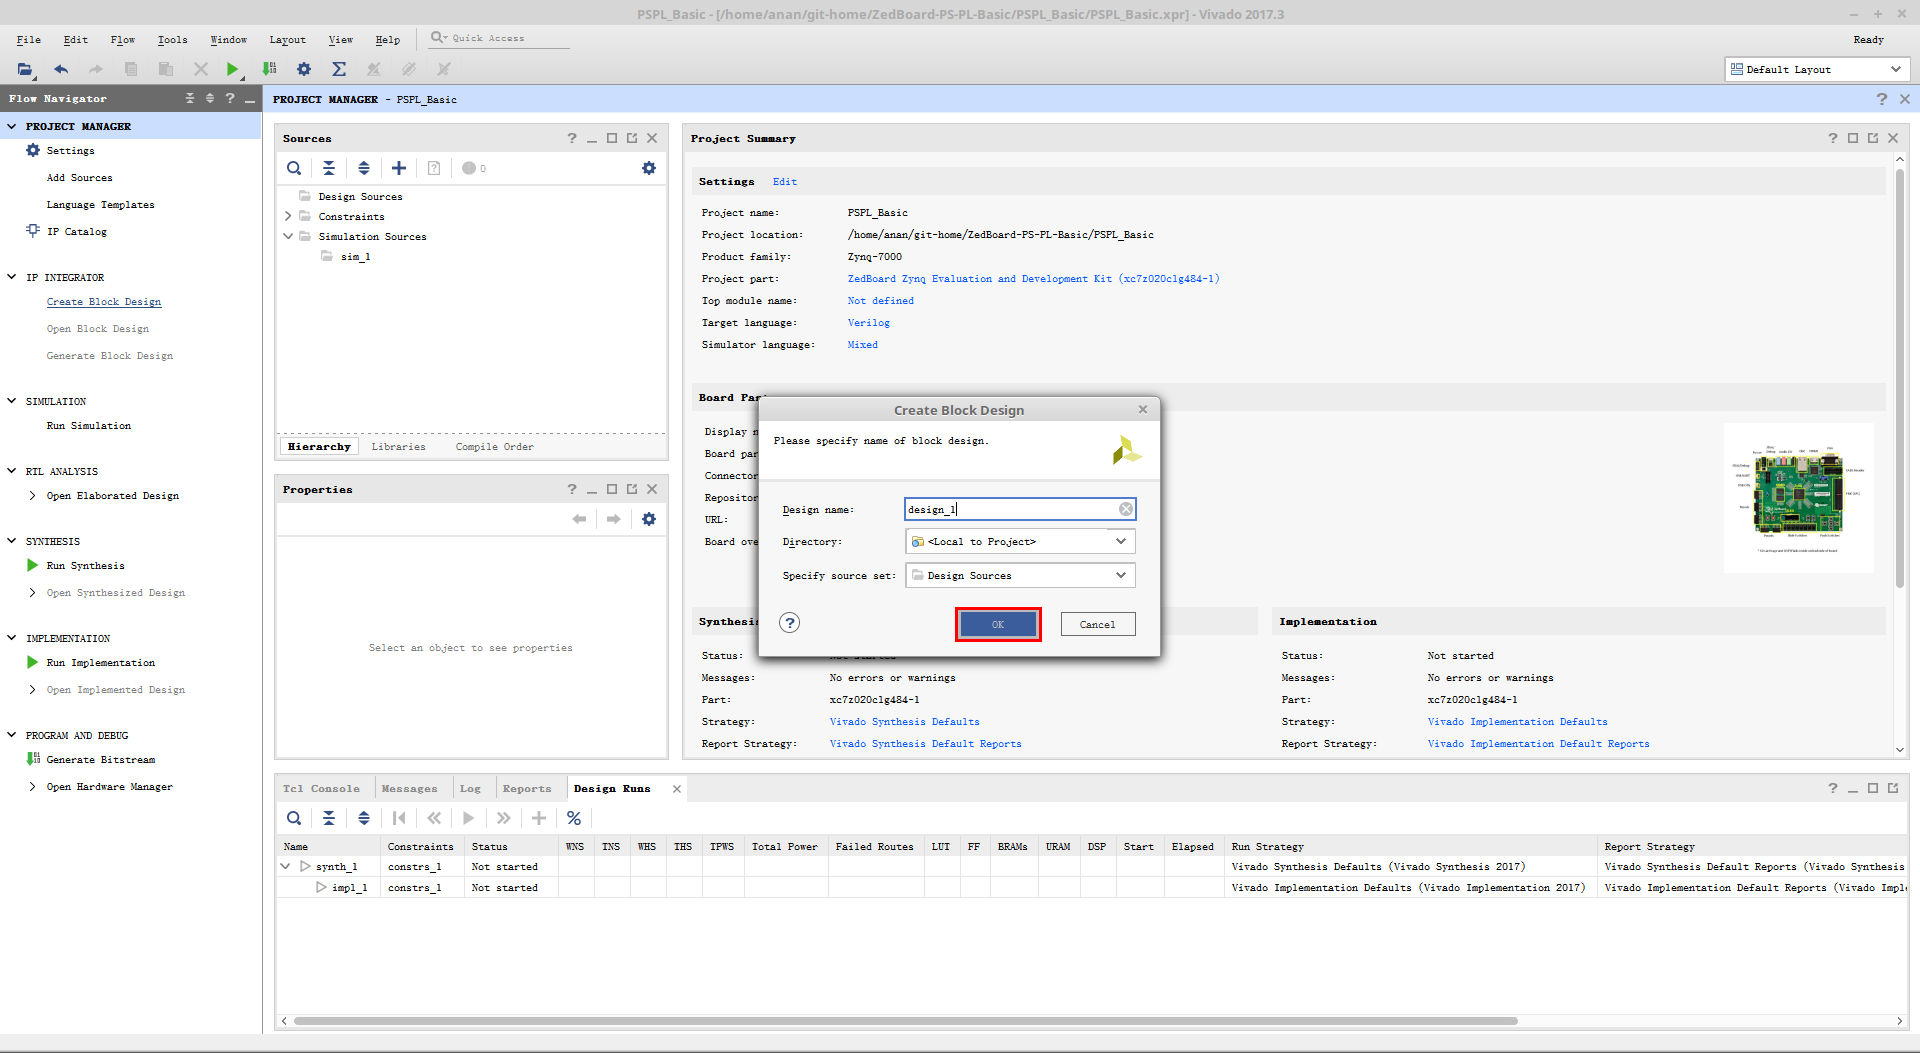 PSPL_Basic - [/home/anan/git-home/ZedBoard-PS-PL-Basic/PSPL_Basic/PSPL_Basic.xpr] - Vivado 2017.3
File Edit Flow Tools Window Layout View Help Quick Access Ready
Default Layout
Flow Navigator
PROJECT MANAGER - PSPL_Basic
PROJECT MANAGER
Settings
Add Sources
Language Templates
IP Catalog
IP INTEGRATOR
Create Block Design
Open Block Design
Generate Block Design
SIMULATION
Run Simulation
RTL ANALYSIS
Open Elaborated Design
SYNTHESIS
Run Synthesis
Open Synthesized Design
IMPLEMENTATION
Run Implementation
Open Implemented Design
PROGRAM AND DEBUG
Generate Bitstream
Open Hardware Manager
Sources
0
Design Sources
Constraints
Simulation Sources
sim_1
Hierarchy Libraries Compile Order
Properties
Select an object to see properties
Project Summary
Settings Edit
Project name: PSPL_Basic
Project location: /home/anan/git-home/ZedBoard-PS-PL-Basic/PSPL_Basic
Product family: Zynq-7000
Project part: ZedBoard Zynq Evaluation and Development Kit (xc7z020clg484-1)
Top module name: Not defined
Target language: Verilog
Simulator language: Mixed
Board Par
Display n
Board par
Connector
Repositor
URL:
Board ove
Create Block Design
Please specify name of block design.
Design name: design_1
Directory: <Local to Project>
Specify source set: Design Sources
OK Cancel
Synthesis
Status:
Messages: No errors or warnings
Part: xc7z020clg484-1
Strategy: Vivado Synthesis Defaults
Report Strategy: Vivado Synthesis Default Reports
Implementation
Status: Not started
Messages: No errors or warnings
Part: xc7z020clg484-1
Strategy: Vivado Implementation Defaults
Report Strategy: Vivado Implementation Default Reports
Tcl Console Messages Log Reports Design Runs
Name Constraints Status WNS TNS WHS THS TPWS Total Power Failed Routes LUT FF BRAMs URAM DSP Start Elapsed Run Strategy Report Strategy
synth_1 constrs_1 Not started Vivado Synthesis Defaults (Vivado Synthesis 2017) Vivado Synthesis Default Reports (Vivado Synthesis
impl_1 constrs_1 Not started Vivado Implementation Defaults (Vivado Implementation 2017) Vivado Implementation Default Reports (Vivado Impl